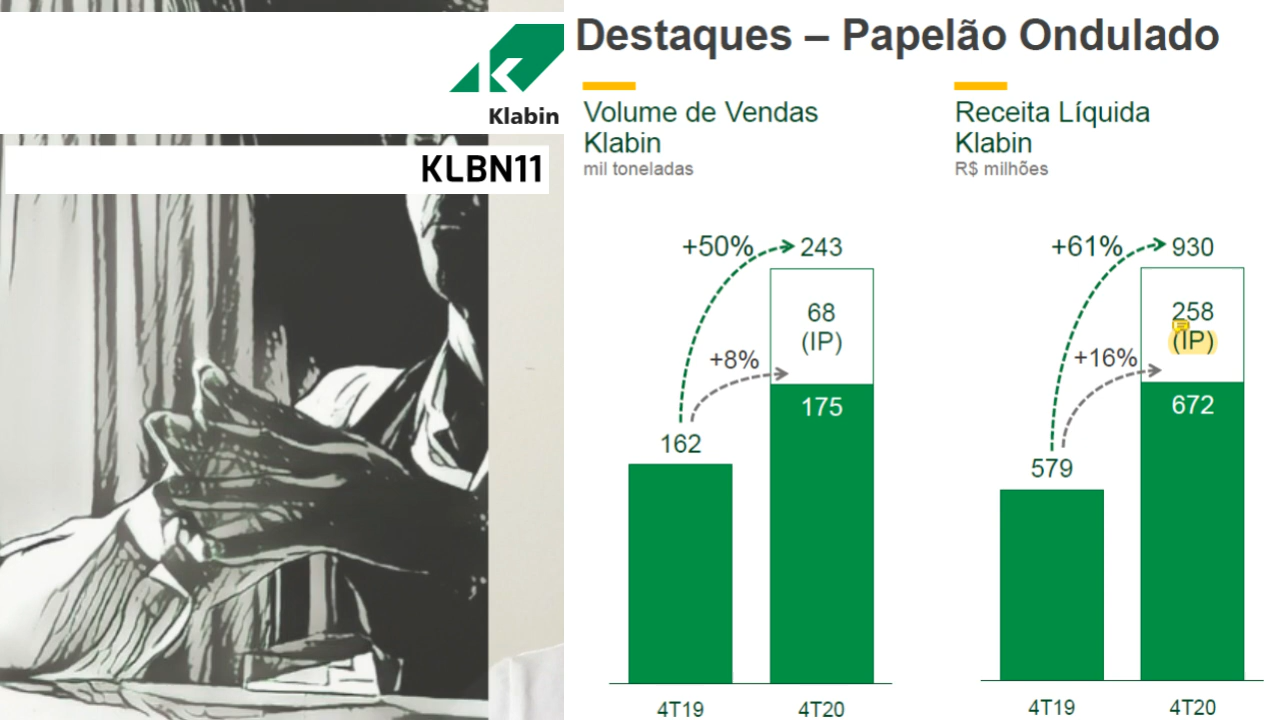 Klabin
KLBN11
Destaques – Papelão Ondulado
Volume de Vendas
Klabin
mil toneladas
+50%
243
68
(IP)
+8%
175
162
4T19
4T20
Receita Líquida
Klabin
R$ milhões
+61%
930
258
(IP)
+16%
672
579
4T19
4T20